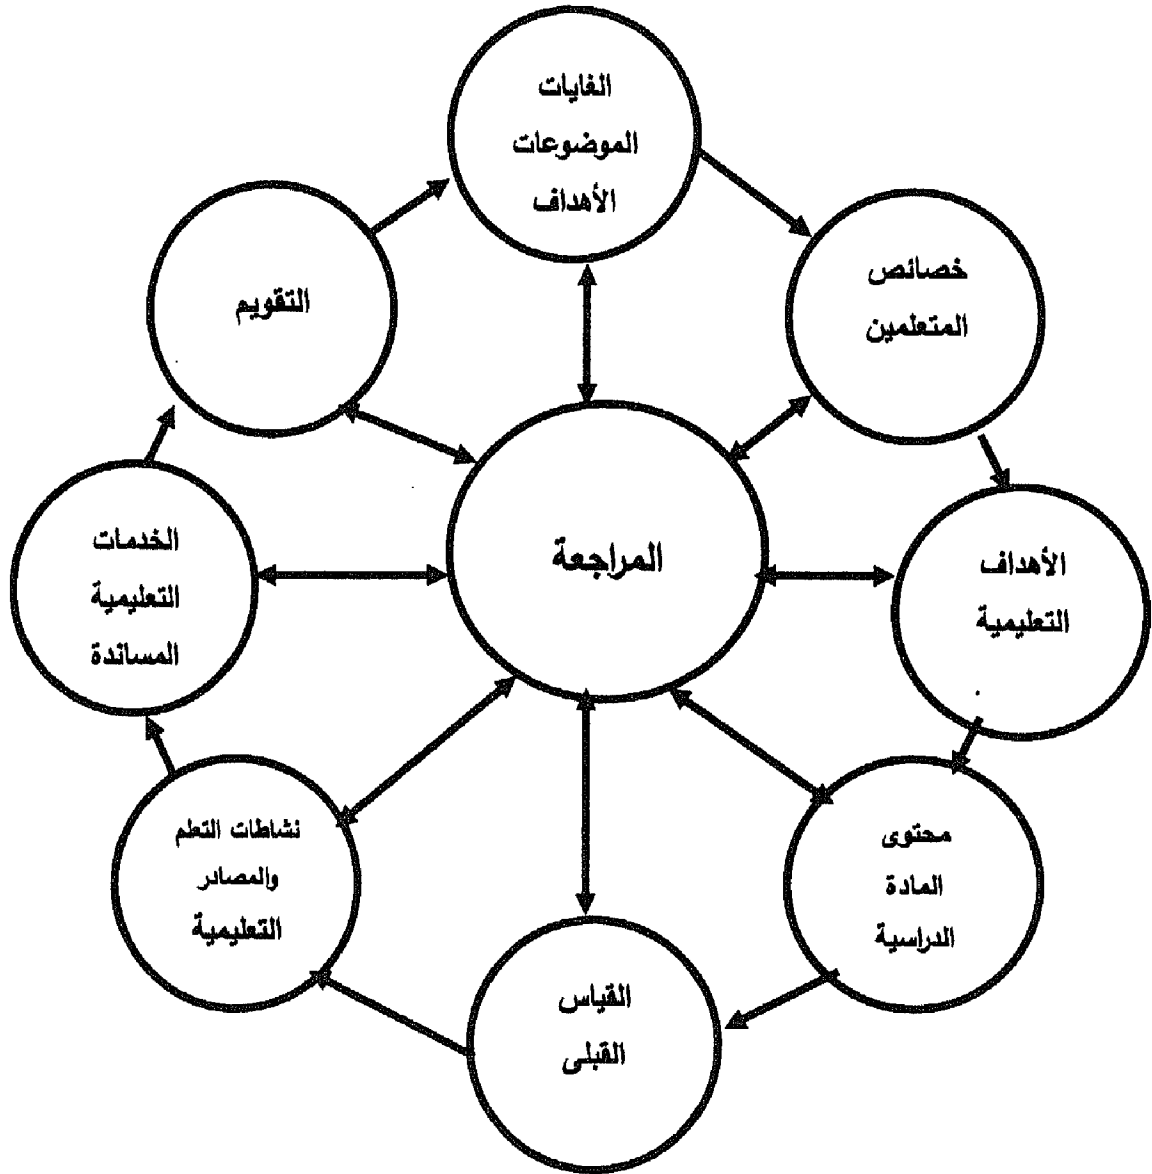 الغايات
الموضوعات
الأهداف
خصائص
المتعلمين
الأهداف
التعليمية
محتوى
المادة
الدراسية
القياس
القبلى
نشاطات التعلم
والمصادر
التعليمية
الخدمات
التعليمية
المساندة
التقويم
المراجعة